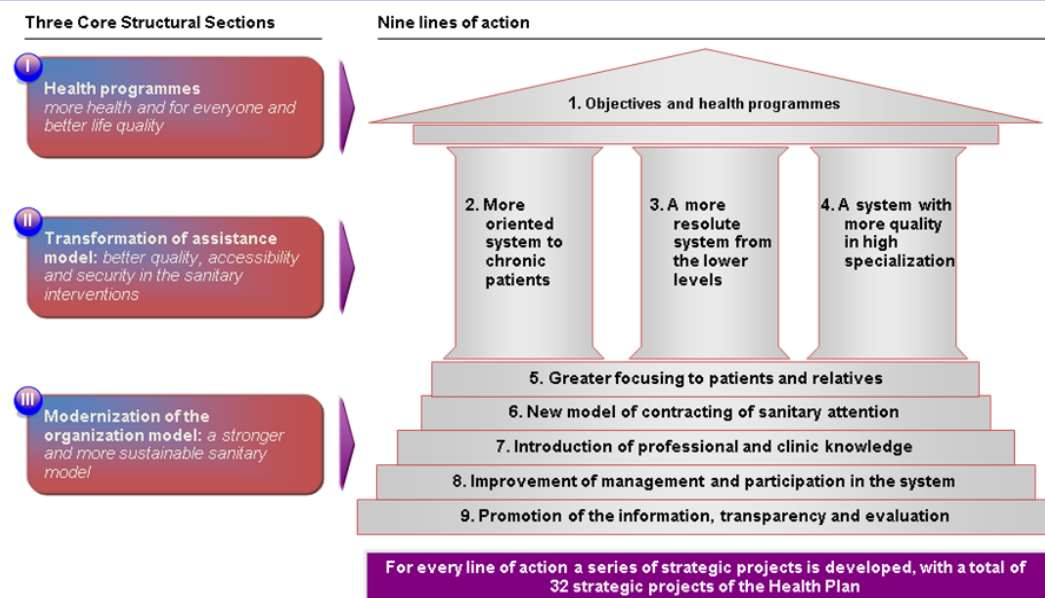 Three Core Structural Sections
Nine lines of action
I
Health programmes
more health and for everyone and
better life quality
II
Transformation of assistance
model: better quality, accessibility
and security in the sanitary
interventions
III
Modernization of the
organization model: a stronger
and more sustainable sanitary
model
1. Objectives and health programmes
2. More
oriented
system to
chronic
patients
3. A more
resolute
system from
the lower
levels
4. A system with
more quality
in high
specialization
5. Greater focusing to patients and relatives
6. New model of contracting of sanitary attention
7. Introduction of professional and clinic knowledge
8. Improvement of management and participation in the system
9. Promotion of the information, transparency and evaluation
For every line of action a series of strategic projects is developed, with a total of
32 strategic projects of the Health Plan